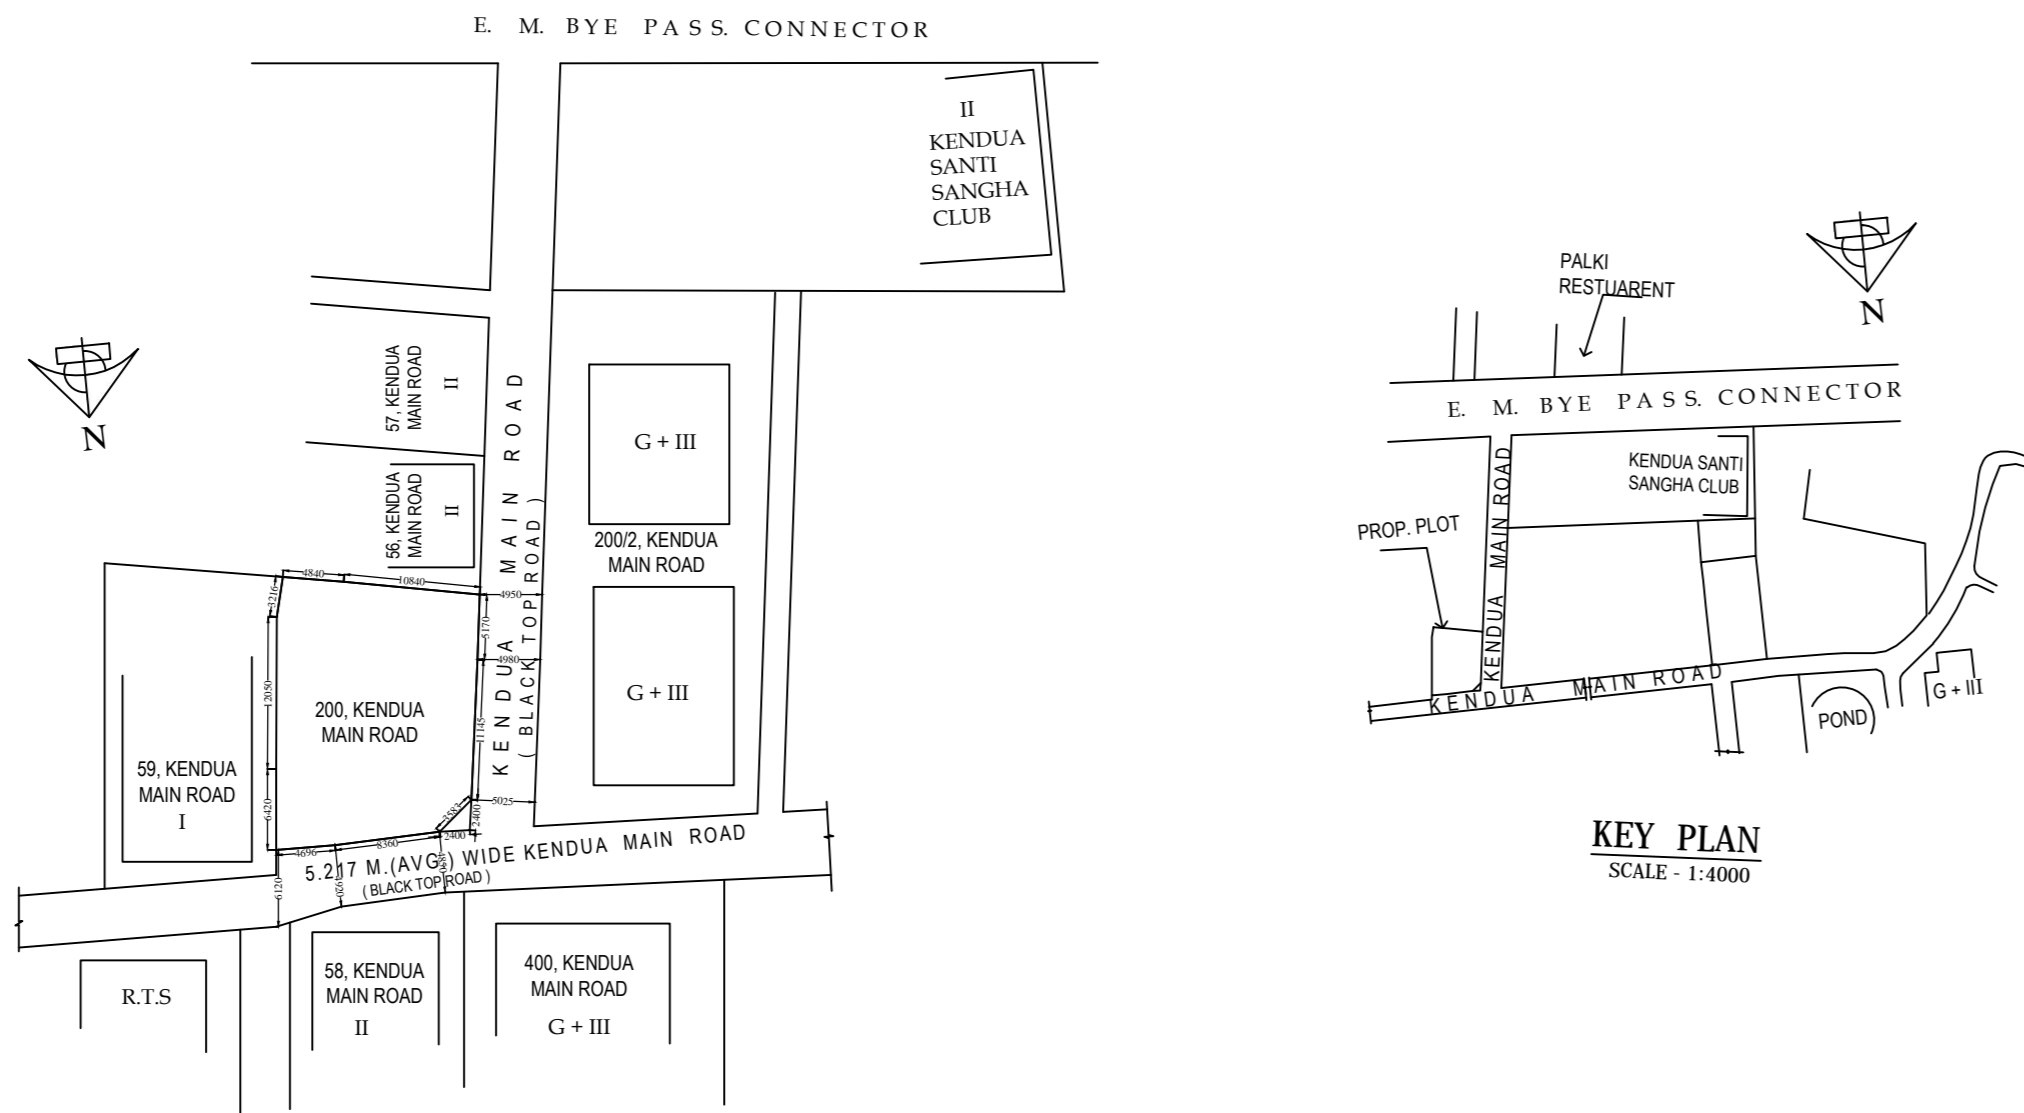 E. M. BYE PASS. CONNECTOR
II
KENDUA
SANTI
SANGHA
CLUB
N
57, KENDUA
MAIN ROAD
II
56, KENDUA
MAIN ROAD
II
KENDUA MAIN ROAD
( BLACK TOP ROAD )
G + III
200/2, KENDUA
MAIN ROAD
G + III
4840
10840
3216
4950
5170
4980
12050
11145
200, KENDUA
MAIN ROAD
59, KENDUA
MAIN ROAD
I
6420
3583
5025
2400
2400
4696
8360
5.217 M.(AVG.) WIDE KENDUA MAIN ROAD
( BLACK TOP ROAD )
6120
4920
R.T.S
58, KENDUA
MAIN ROAD
II
400, KENDUA
MAIN ROAD
G + III
PALKI
RESTUARENT
N
E. M. BYE PASS. CONNECTOR
KENDUA SANTI
SANGHA CLUB
KENDUA MAIN ROAD
PROP. PLOT
KENDUA MAIN ROAD
POND
G + III
KEY PLAN
SCALE - 1:4000